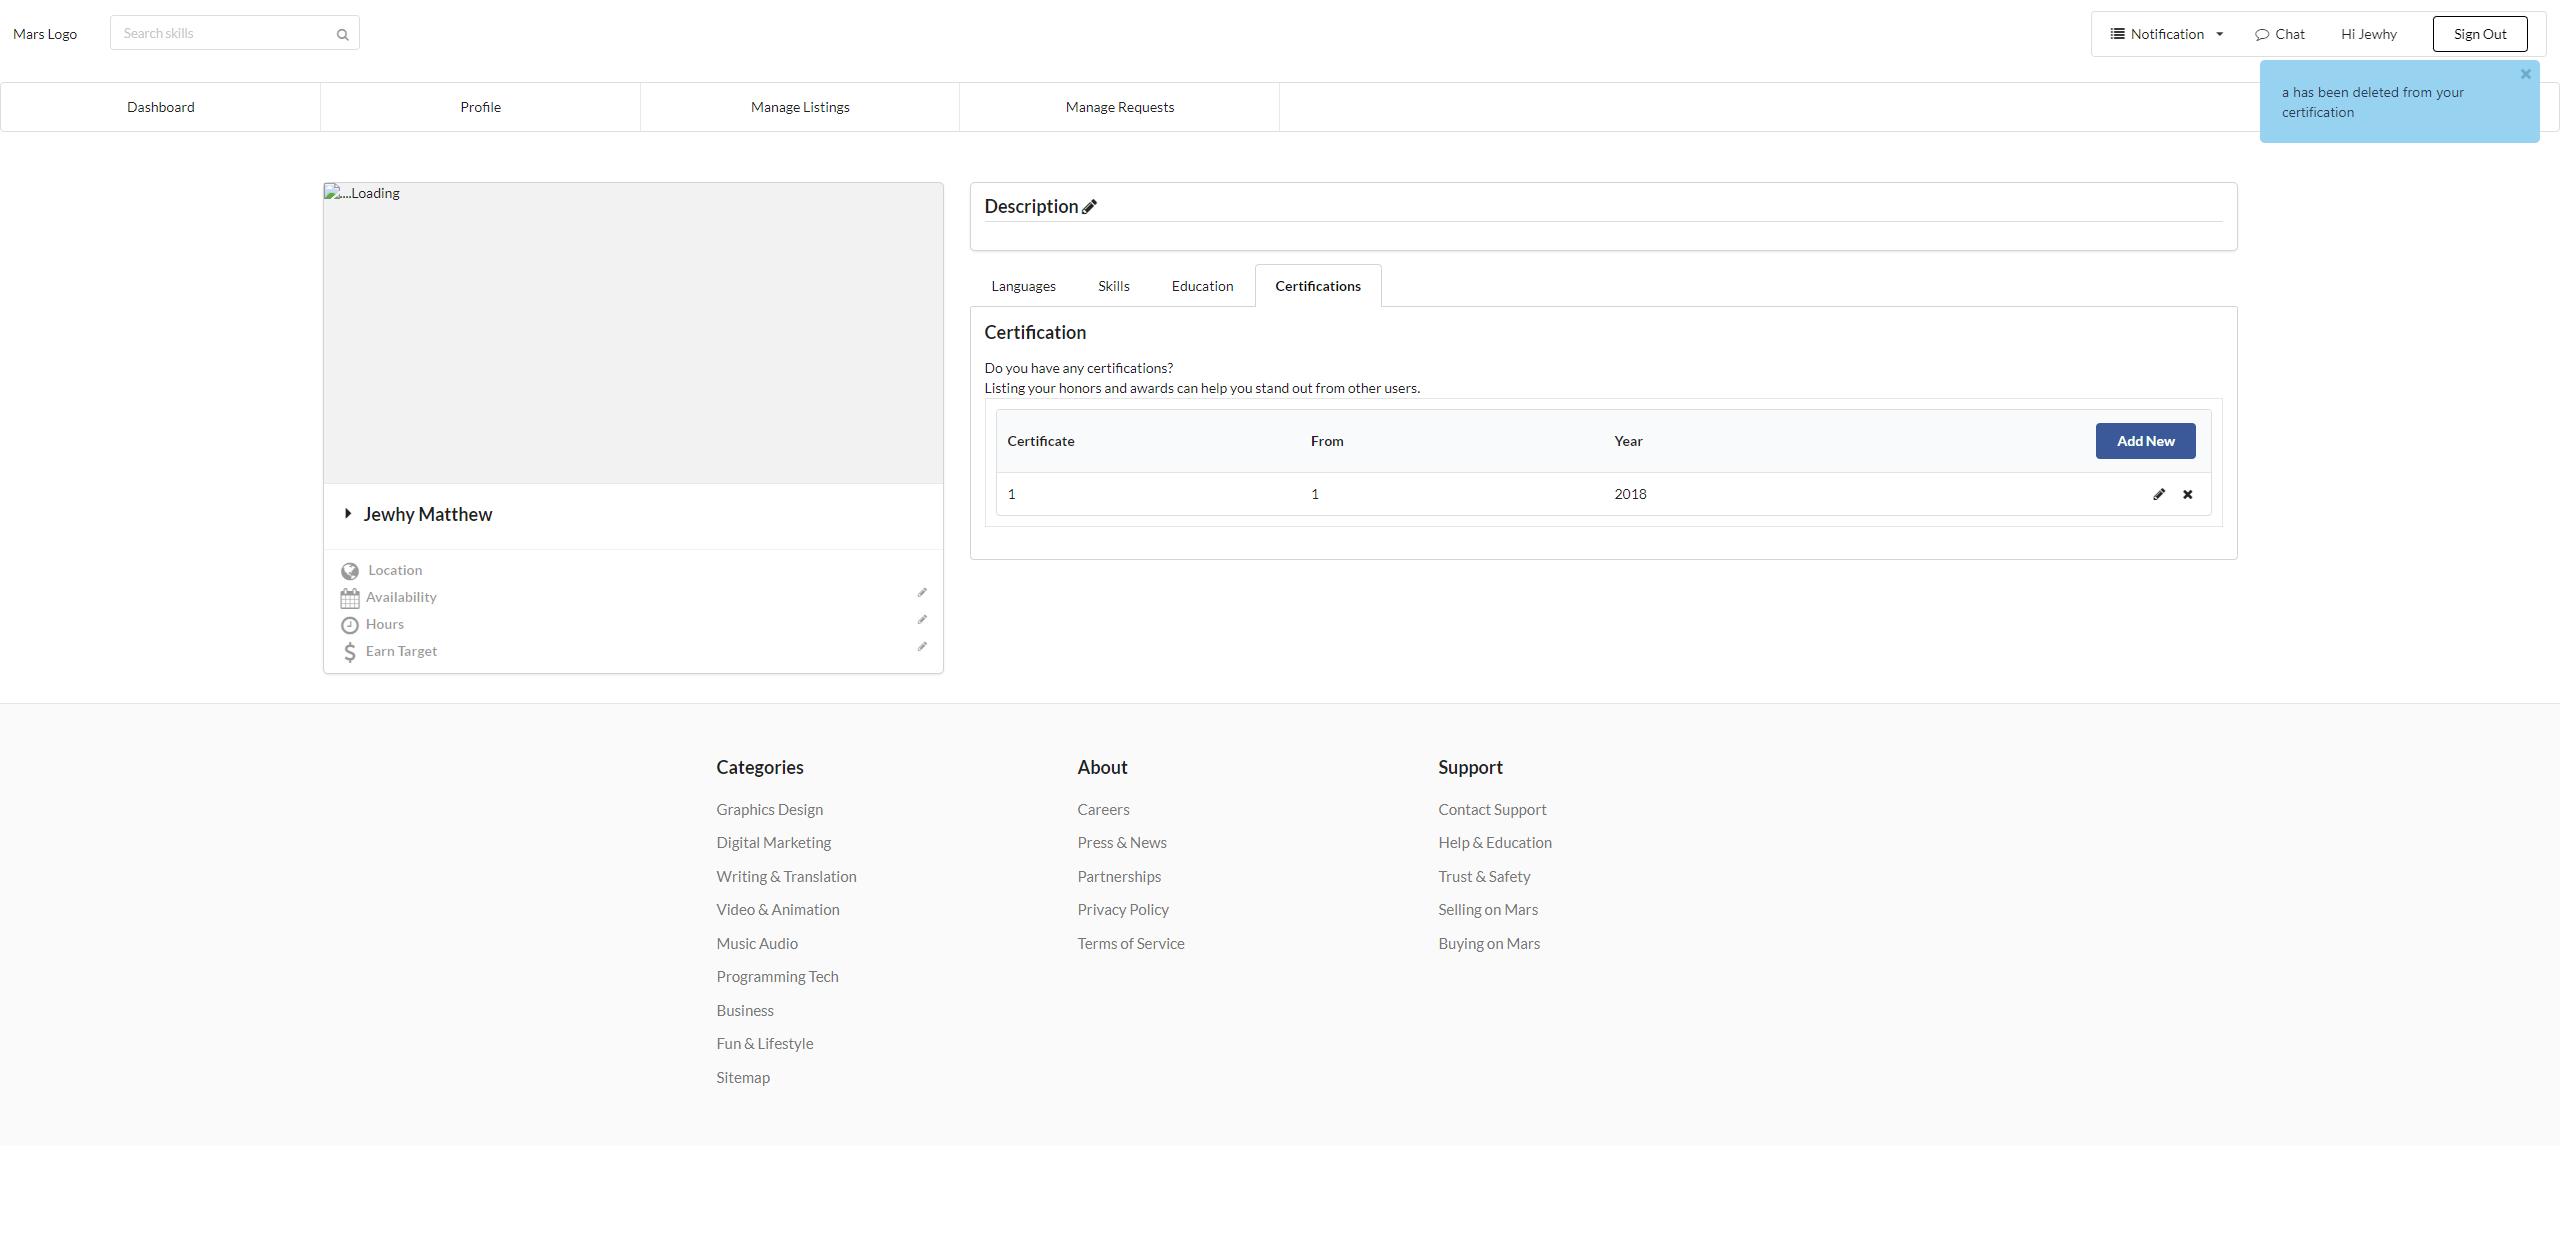 Mars Logo
Search skills
Notification
Chat
Hi Jewhy
Sign Out
a has been deleted from your
certification
Dashboard
Profile
Manage Listings
Manage Requests
...Loading
Jewhy Matthew
Location
Availability
Hours
Earn Target
Description
Languages
Skills
Education
Certifications
Certification
Do you have any certifications?
Listing your honors and awards can help you stand out from other users.
Certificate From Year Add New
1 1 2018
Categories
Graphics Design
Digital Marketing
Writing & Translation
Video & Animation
Music Audio
Programming Tech
Business
Fun & Lifestyle
Sitemap
About
Careers
Press & News
Partnerships
Privacy Policy
Terms of Service
Support
Contact Support
Help & Education
Trust & Safety
Selling on Mars
Buying on Mars